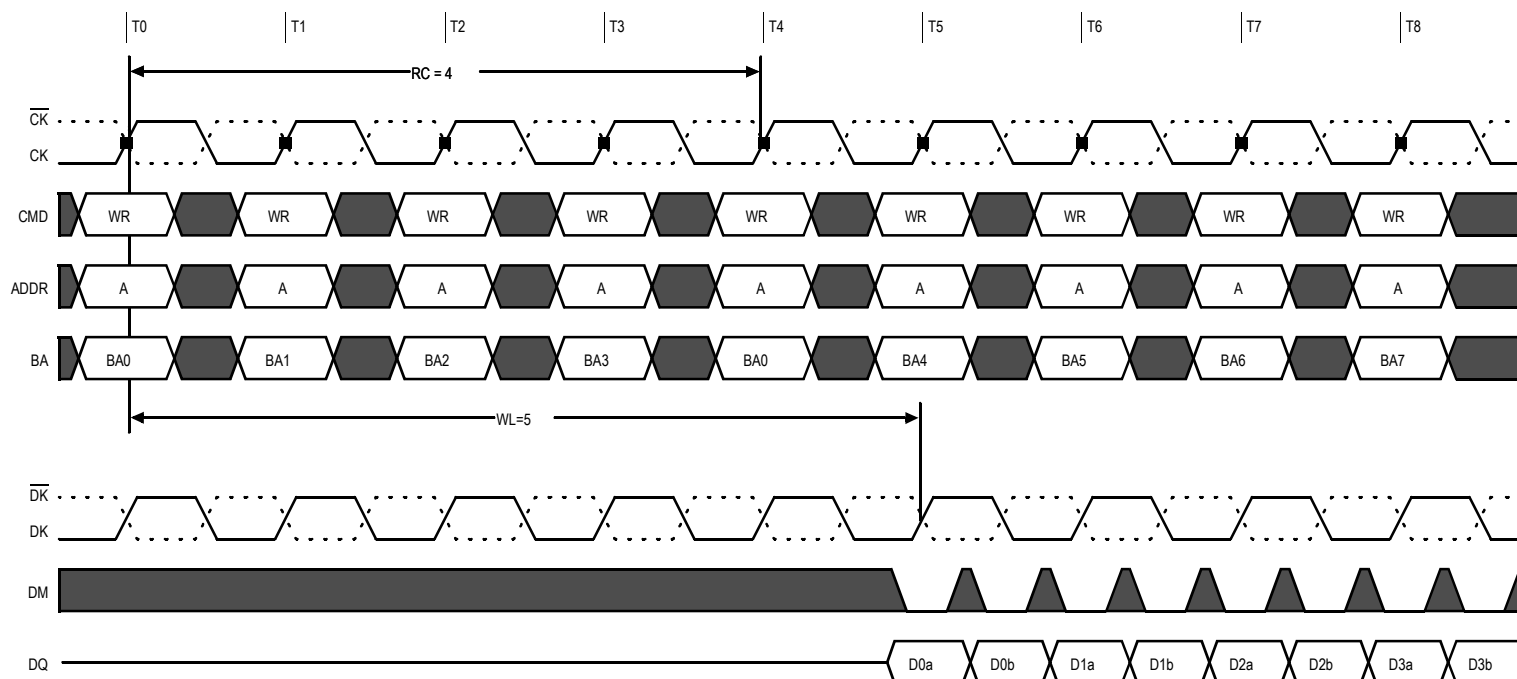 T0 T1 T2 T3 T4 T5 T6 T7 T8
RC = 4
CK
CK
CMD WR WR WR WR WR WR WR WR WR
ADDR A A A A A A A A A
BA BA0 BA1 BA2 BA3 BA0 BA4 BA5 BA6 BA7
WL=5
DK
DK
DM
DQ D0a D0b D1a D1b D2a D2b D3a D3b